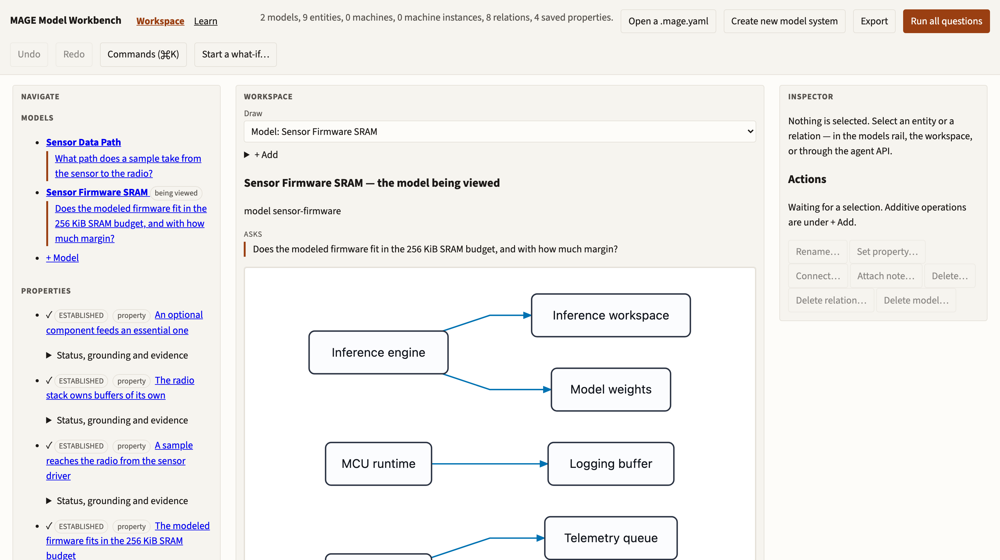 MAGE Model Workbench
Workspace
Learn
2 models, 9 entities, 0 machines, 0 machine instances, 8 relations, 4 saved properties.
Open a .mage.yaml
Create new model system
Export
Run all questions
Undo
Redo
Commands (⌘K)
Start a what-if…
NAVIGATE
MODELS
Sensor Data Path
What path does a sample take from
the sensor to the radio?
Sensor Firmware SRAM being viewed
Does the modeled firmware fit in the
256 KiB SRAM budget, and with how
much margin?
+ Model
PROPERTIES
✓ ESTABLISHED property An optional
component feeds an essential one
Status, grounding and evidence
✓ ESTABLISHED property The radio
stack owns buffers of its own
Status, grounding and evidence
✓ ESTABLISHED property A sample
reaches the radio from the sensor
driver
Status, grounding and evidence
✓ ESTABLISHED property The modeled
firmware fits in the 256 KiB SRAM
budget
WORKSPACE
Draw
Model: Sensor Firmware SRAM
+ Add
Sensor Firmware SRAM — the model being viewed
model sensor-firmware
ASKS
Does the modeled firmware fit in the 256 KiB SRAM budget, and with how much margin?
Inference workspace
Inference engine
Model weights
MCU runtime
Logging buffer
Telemetry queue
INSPECTOR
Nothing is selected. Select an entity or a
relation — in the models rail, the workspace,
or through the agent API.
Actions
Waiting for a selection. Additive operations
are under + Add.
Rename…
Set property…
Connect…
Attach note…
Delete…
Delete relation…
Delete model…